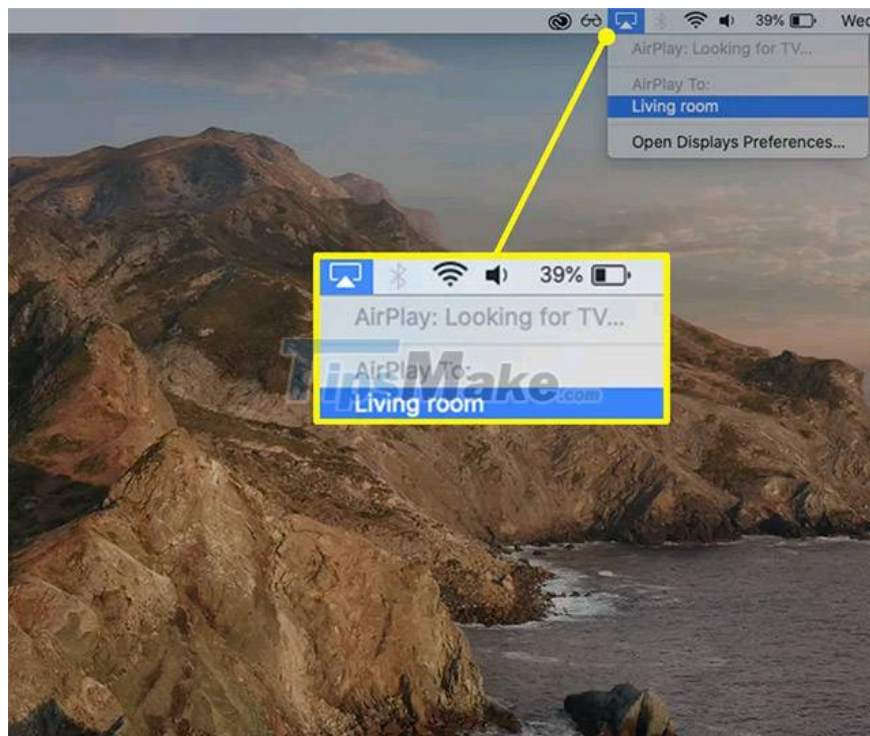 39% Wed
AirPlay: Looking for TV...
AirPlay To:
Living room
Open Displays Preferences...
39%
AirPlay: Looking for TV...
AirPlay To:
TipsMake.com
Living room